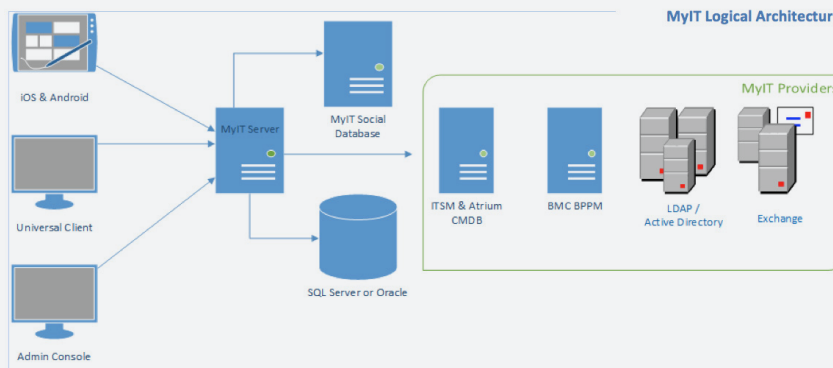 MyIT Logical Architectur
MyIT Providers
iOS & Android
MyIT Server
MyIT Social
Database
Universal Client
ITSM & Atrium
CMDB
BMC BPPM
LDAP /
Active Directory
Exchange
SQL Server or Oracle
Admin Console